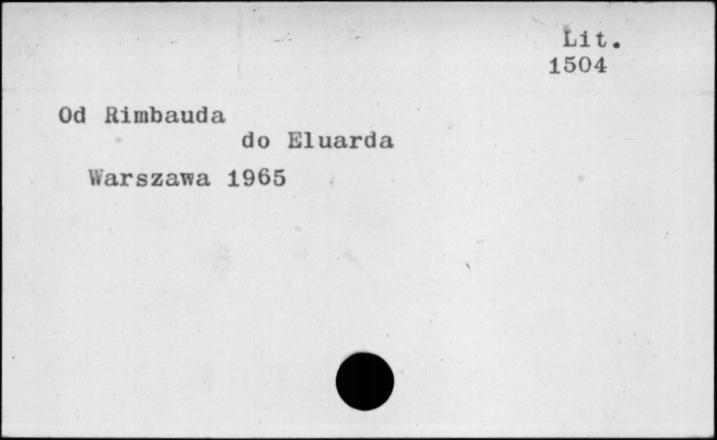 Lit.
1504
Od Rimbauda
do Eluarda
Warszawa 1965